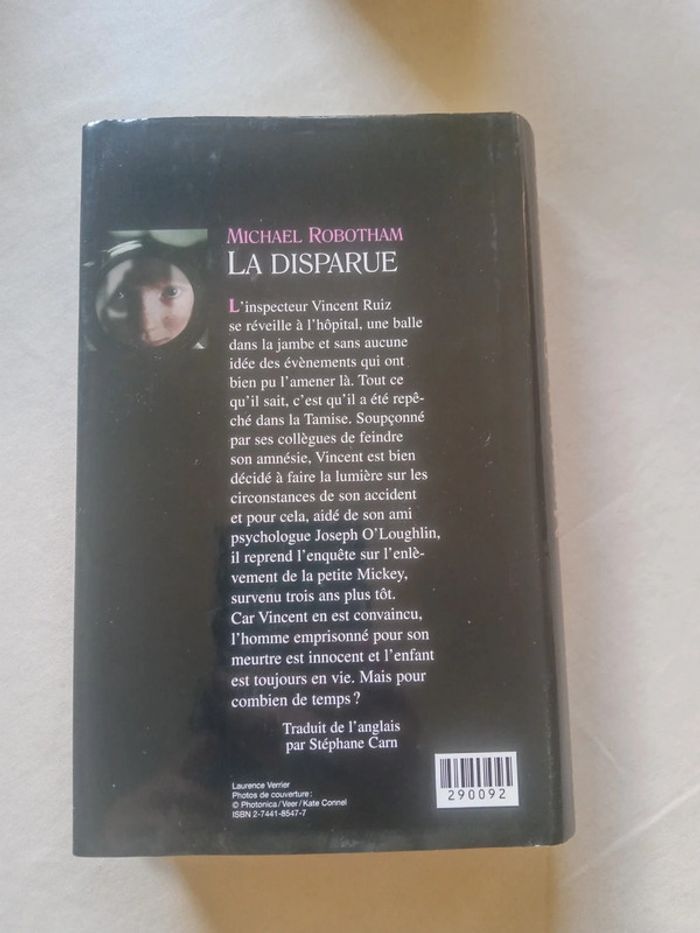 MICHAEL ROBOTHAM
LA DISPARUE
L'inspecteur Vincent Ruiz
se réveille à l'hôpital, une balle
dans la jambe et sans aucune
idée des évènements qui ont
bien pu l'amener là. Tout ce
qu'il sait, c'est qu'il a été repê-
ché dans la Tamise. Soupçonné
par ses collègues de feindre
son amnésie, Vincent est bien
décidé à faire la lumière sur les
circonstances de son accident
et pour cela, aidé de son ami
psychologue Joseph O'Loughlin,
il reprend l'enquête sur l'enlè-
vement de la petite Mickey,
survenu trois ans plus tôt.
Car Vincent en est convaincu,
l'homme emprisonné pour son
meurtre est innocent et l'enfant
est toujours en vie. Mais pour
combien de temps ?
Traduit de l'anglais
par Stéphane Carn
Laurence Verrier
Photos de couverture :
© Photonica / Veer / Kate Connel
ISBN 2-7441-8547-7
290092